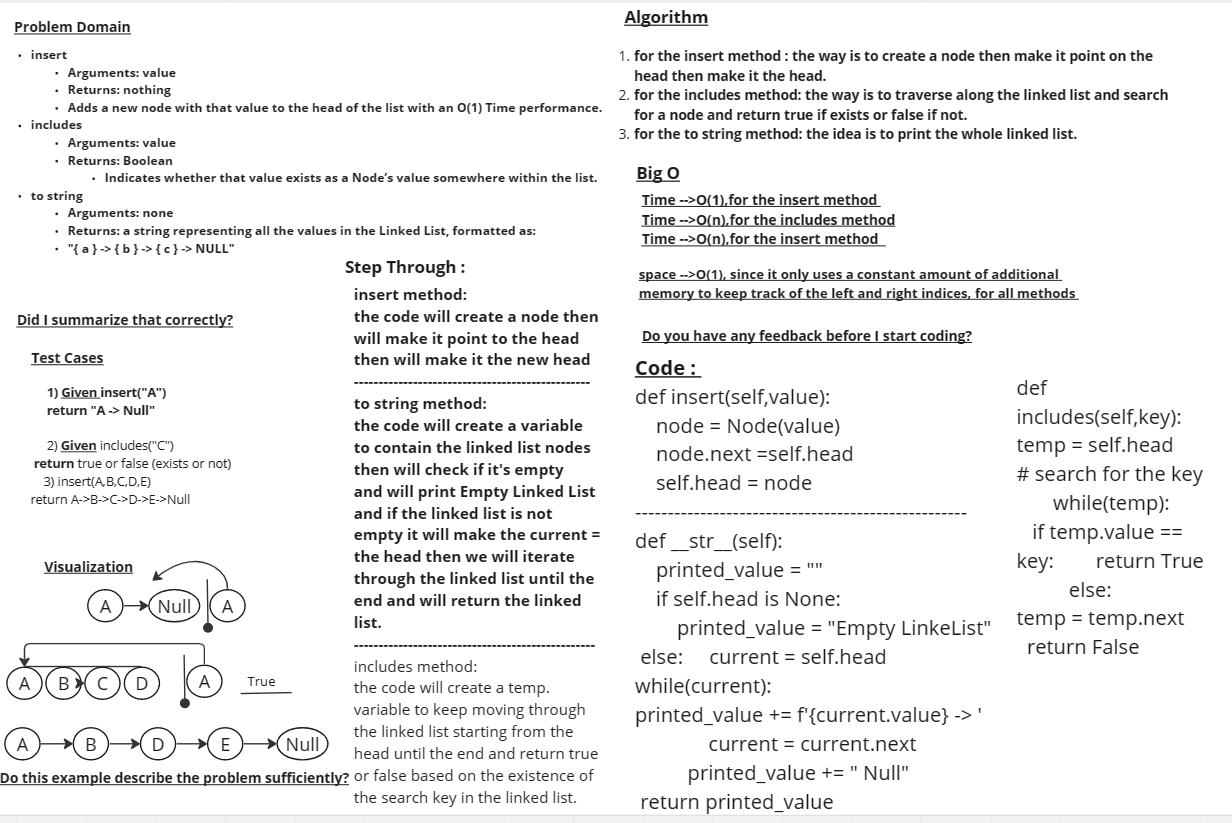 Problem Domain
· insert
· Arguments: value
· Returns: nothing
· Adds a new node with that value to the head of the list with an O(1) Time performance.
· includes
· Arguments: value
· Returns: Boolean
· Indicates whether that value exists as a Node’s value somewhere within the list.
· to string
· Arguments: none
· Returns: a string representing all the values in the Linked List, formatted as:
· "{ a } -> { b } -> { c } -> NULL"
Did I summarize that correctly?
Test Cases
1) Given insert("A")
return "A -> Null"
2) Given includes("C")
return true or false (exists or not)
3) insert(A,B,C,D,E)
return A->B->C->D->E->Null
Visualization
A Null A
A B C D A True
A B D E Null
Do this example describe the problem sufficiently?
Step Through :
insert method:
the code will create a node then
will make it point to the head
then will make it the new head
------------------------------------------------
to string method:
the code will create a variable
to contain the linked list nodes
then will check if it's empty
and will print Empty Linked List
and if the linked list is not
empty it will make the current =
the head then we will iterate
through the linked list until the
end and will return the linked
list.
-------------------------------------------------
includes method:
the code will create a temp.
variable to keep moving through
the linked list starting from the
head until the end and return true
or false based on the existence of
the search key in the linked list.
Algorithm
1. for the insert method : the way is to create a node then make it point on the
head then make it the head.
2. for the includes method: the way is to traverse along the linked list and search
for a node and return true if exists or false if not.
3. for the to string method: the idea is to print the whole linked list.
Big O
Time -->O(1),for the insert method
Time -->O(n),for the includes method
Time -->O(n),for the insert method
space -->O(1), since it only uses a constant amount of additional
memory to keep track of the left and right indices, for all methods
Do you have any feedback before I start coding?
Code :
def insert(self,value):
node = Node(value)
node.next =self.head
self.head = node
---------------------------------------------------
def __str__(self):
printed_value = ""
if self.head is None:
printed_value = "Empty LinkeList"
else: current = self.head
while(current):
printed_value += f'{current.value} -> '
current = current.next
printed_value += " Null"
return printed_value
def
includes(self,key):
temp = self.head
# search for the key
while(temp):
if temp.value ==
key: return True
else:
temp = temp.next
return False